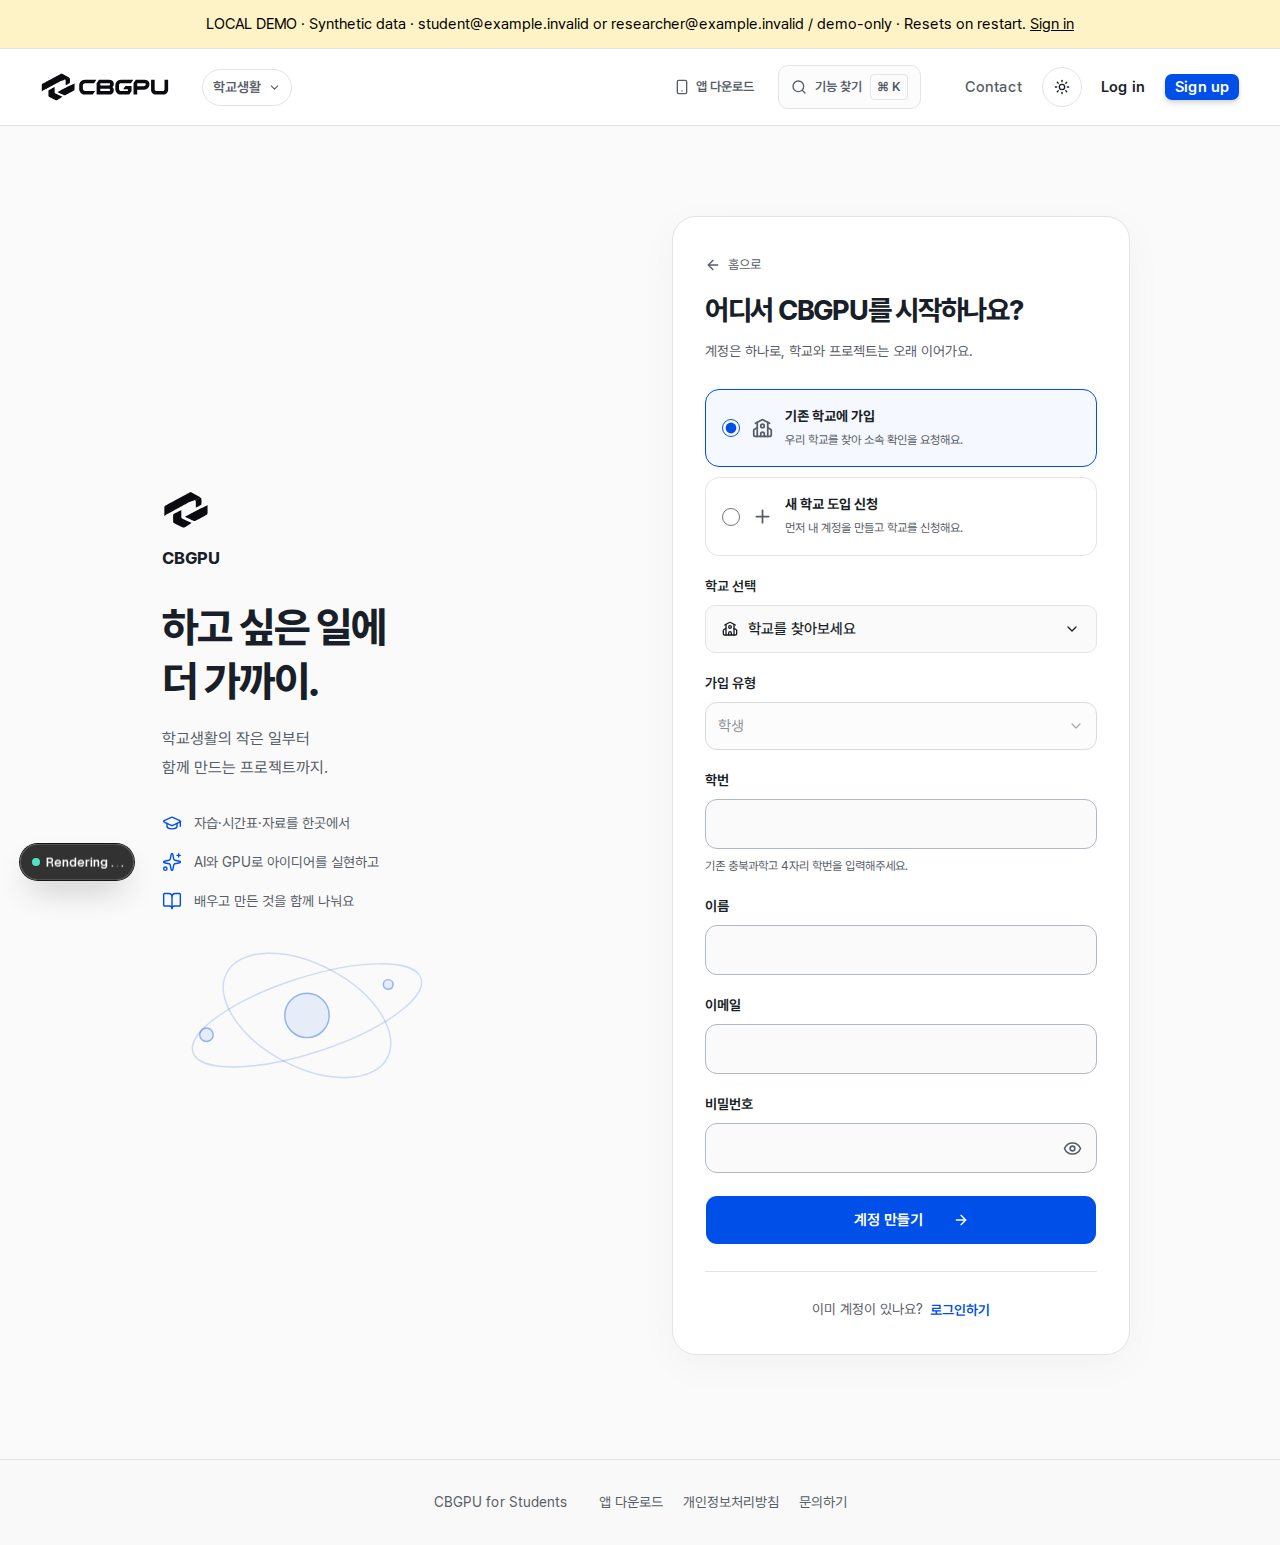 LOCAL DEMO · Synthetic data · student@example.invalid or researcher@example.invalid / demo-only · Resets on restart. Sign in
CBGPU
학교생활
앱 다운로드
기능 찾기
⌘ K
Contact
Log in
Sign up
CBGPU
하고 싶은 일에
더 가까이.
학교생활의 작은 일부터
함께 만드는 프로젝트까지.
자습·시간표·자료를 한곳에서
AI와 GPU로 아이디어를 실현하고
배우고 만든 것을 함께 나눠요
Rendering ...
홈으로
어디서 CBGPU를 시작하나요?
계정은 하나로, 학교와 프로젝트는 오래 이어가요.
기존 학교에 가입
우리 학교를 찾아 소속 확인을 요청해요.
새 학교 도입 신청
먼저 내 계정을 만들고 학교를 신청해요.
학교 선택
학교를 찾아보세요
가입 유형
학생
학번
기존 충북과학고 4자리 학번을 입력해주세요.
이름
이메일
비밀번호
계정 만들기
이미 계정이 있나요? 로그인하기
CBGPU for Students
앱 다운로드
개인정보처리방침
문의하기